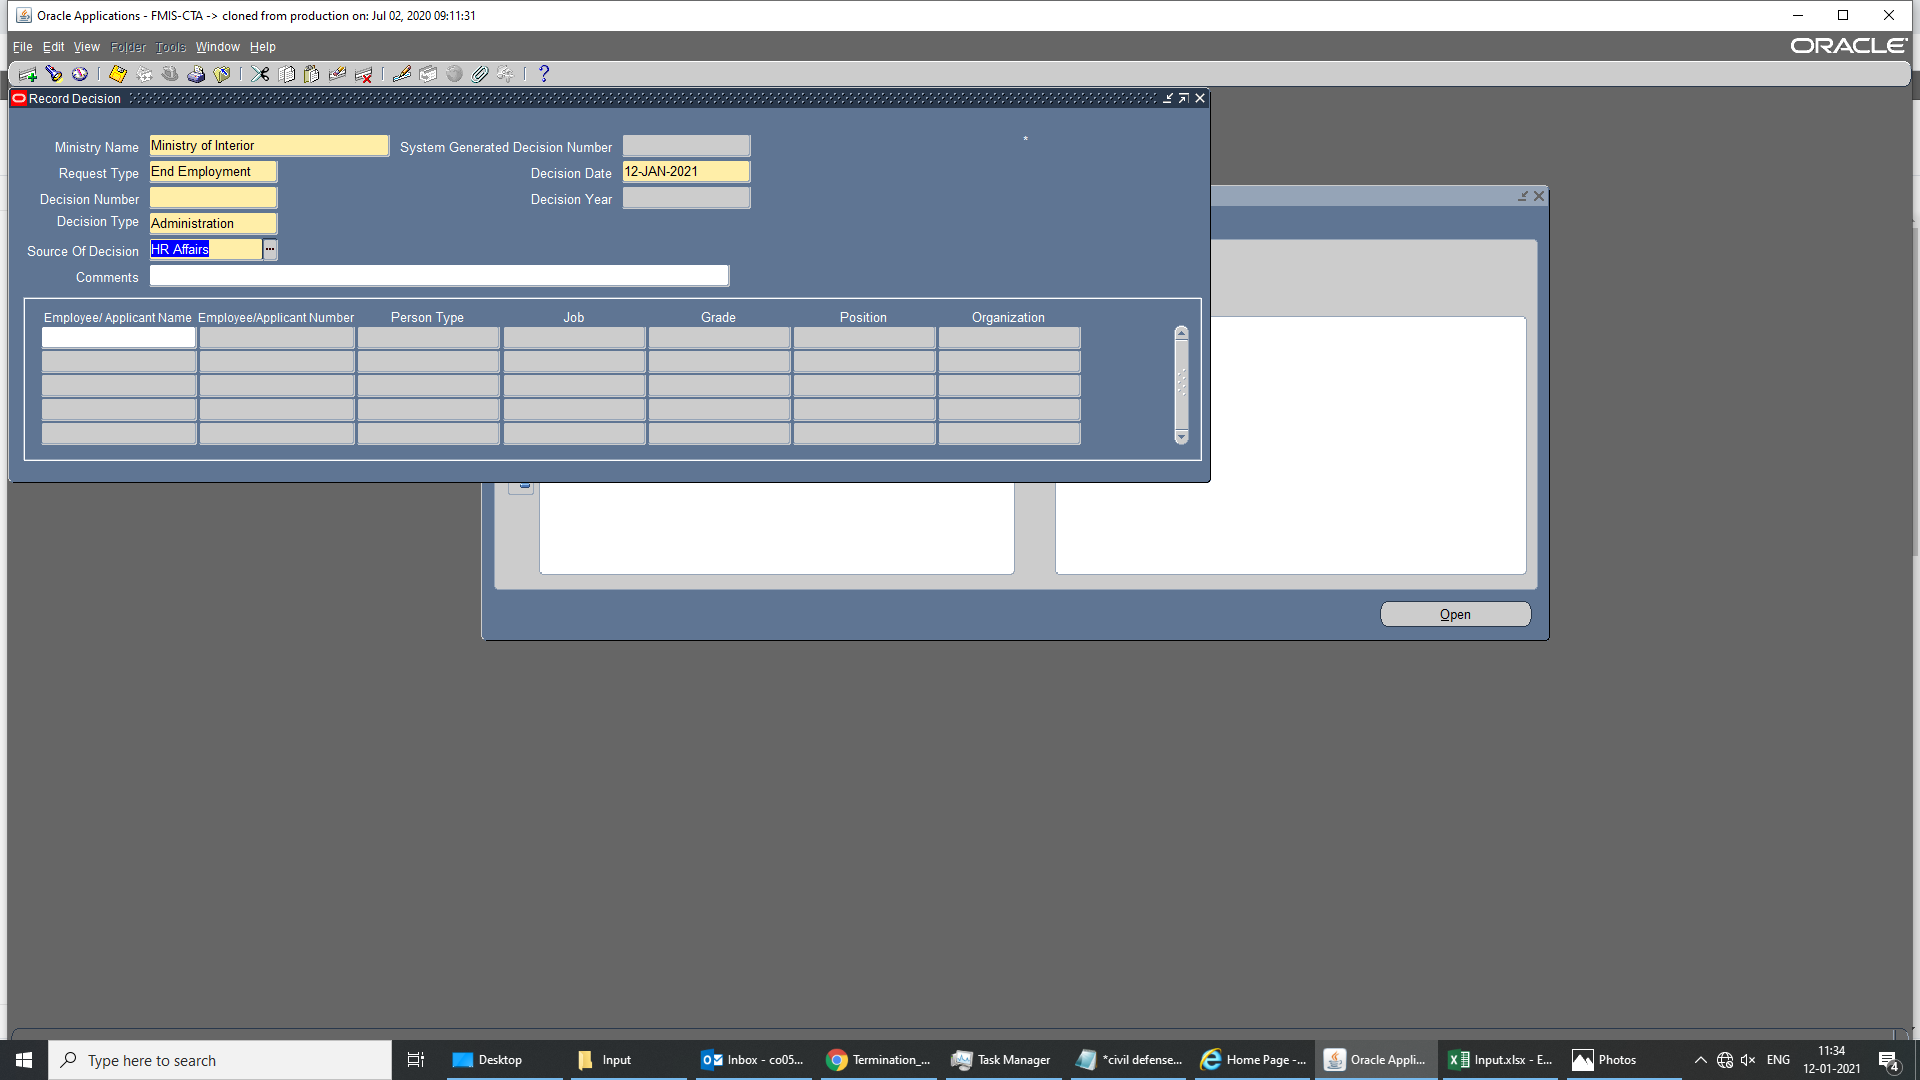 Oracle Applications - FMIS-CTA -> cloned from production on: Jul 02, 2020 09:11:31
File Edit View Folder Tools Window Help
ORACLE
Record Decision
Ministry Name Ministry of Interior System Generated Decision Number *
Request Type End Employment Decision Date 12-JAN-2021
Decision Number Decision Year
Decision Type Administration
Source Of Decision HR Affairs ...
Comments
Employee/ Applicant Name Employee/Applicant Number Person Type Job Grade Position Organization
Open
Type here to search
Desktop
Input
Inbox - co05...
Termination_...
Task Manager
*civil defense...
Home Page -...
Oracle Appli...
Input.xlsx - E...
Photos
ENG
11:34
12-01-2021
4